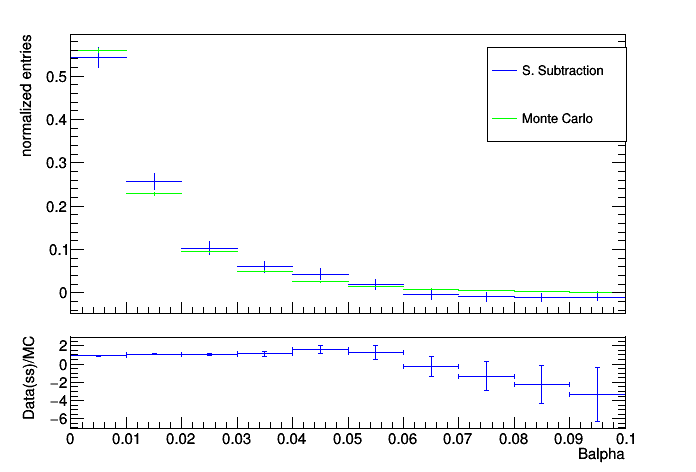 normalized entries
0.5
0.4
0.3
0.2
0.1
0
S. Subtraction
Monte Carlo
Data(ss)/MC
2
0
−2
−4
−6
0 0.01 0.02 0.03 0.04 0.05 0.06 0.07 0.08 0.09 0.1
Balpha